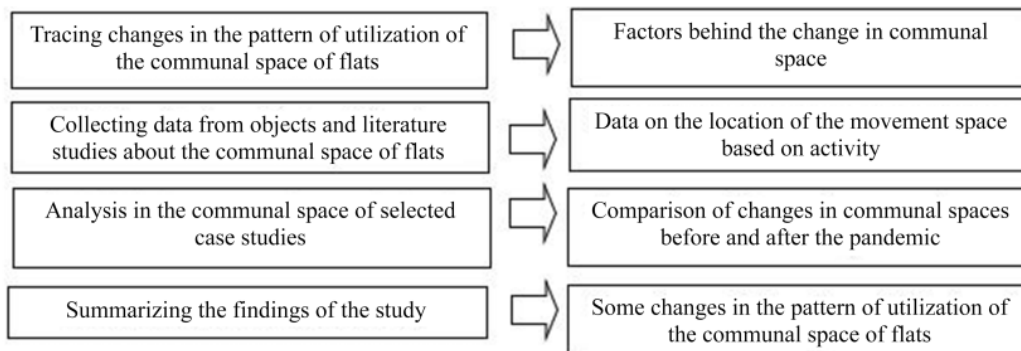 Tracing changes in the pattern of utilization of
the communal space of flats
Factors behind the change in communal
space
Collecting data from objects and literature
studies about the communal space of flats
Data on the location of the movement space
based on activity
Analysis in the communal space of selected
case studies
Comparison of changes in communal spaces
before and after the pandemic
Summarizing the findings of the study
Some changes in the pattern of utilization of
the communal space of flats